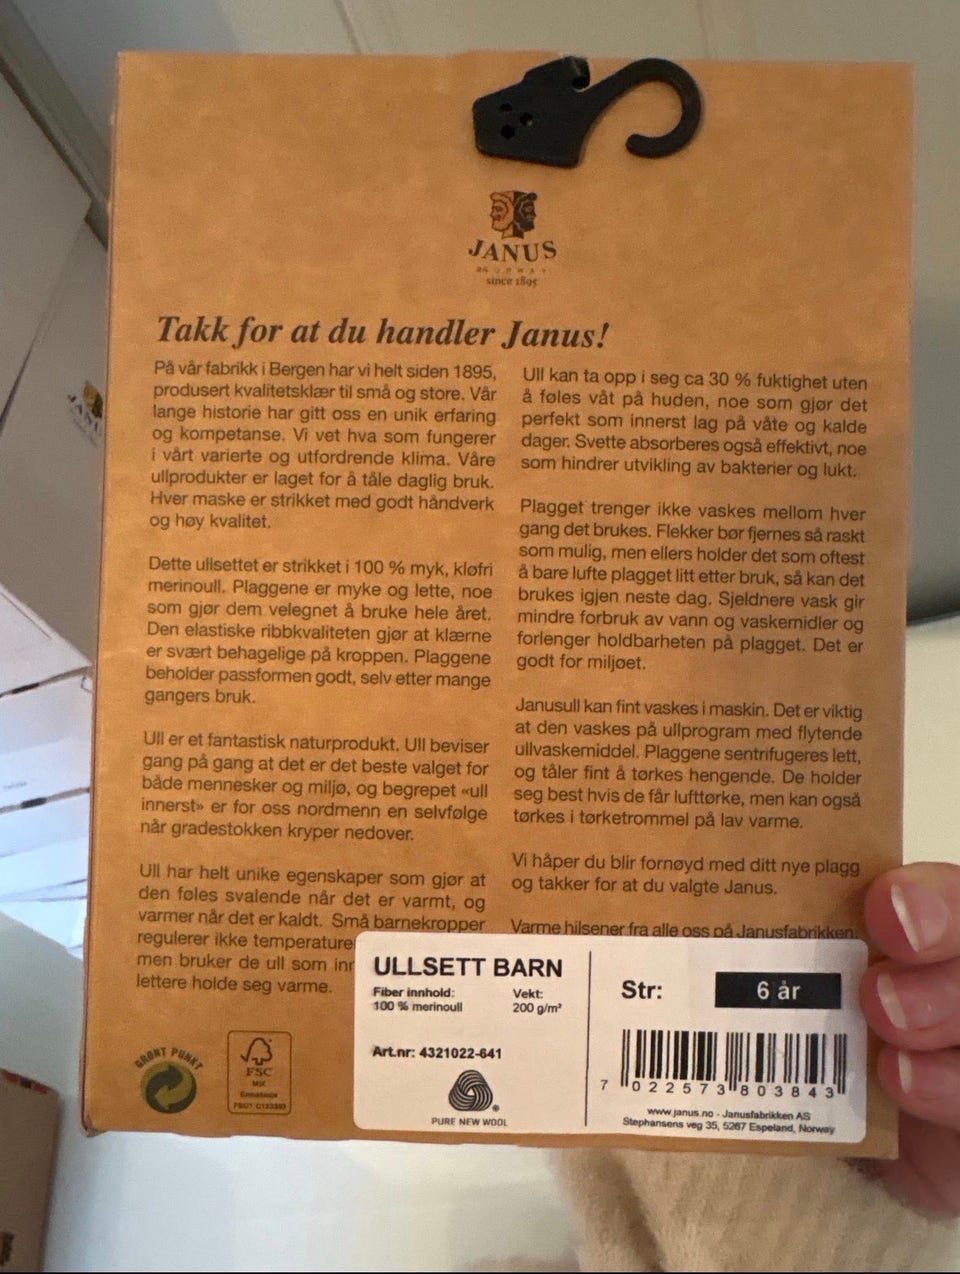 JANUS
NORWAY
since 1895
Takk for at du handler Janus!
På vår fabrikk i Bergen har vi helt siden 1895,
produsert kvalitetsklær til små og store. Vår
lange historie har gitt oss en unik erfaring
og kompetanse. Vi vet hva som fungerer
i vårt varierte og utfordrende klima. Våre
ullprodukter er laget for å tåle daglig bruk.
Hver maske er strikket med godt håndverk
og høy kvalitet.
Dette ullsettet er strikket i 100 % myk, kløfri
merinoull. Plaggene er myke og lette, noe
som gjør dem velegnet å bruke hele året.
Den elastiske ribbkvaliteten gjør at klærne
er svært behagelige på kroppen. Plaggene
beholder passformen godt, selv etter mange
gangers bruk.
Ull er et fantastisk naturprodukt. Ull beviser
gang på gang at det er det beste valget for
både mennesker og miljø, og begrepet «ull
innerst» er for oss nordmenn en selvfølge
når gradestokken kryper nedover.
Ull har helt unike egenskaper som gjør at
den føles svalende når det er varmt, og
varmer når det er kaldt. Små barnekropper
regulerer ikke temperature
men bruker de ull som inr
lettere holde seg varme.
Ull kan ta opp i seg ca 30 % fuktighet uten
å føles våt på huden, noe som gjør det
perfekt som innerst lag på våte og kalde
dager. Svette absorberes også effektivt, noe
som hindrer utvikling av bakterier og lukt.
Plagget trenger ikke vaskes mellom hver
gang det brukes. Flekker bør fjernes så raskt
som mulig, men ellers holder det som oftest
å bare lufte plagget litt etter bruk, så kan det
brukes igjen neste dag. Sjeldnere vask gir
mindre forbruk av vann og vaskemidler og
forlenger holdbarheten på plagget. Det er
godt for miljøet.
Janusull kan fint vaskes i maskin. Det er viktig
at den vaskes på ullprogram med flytende
ullvaskemiddel. Plaggene sentrifugeres lett,
og tåler fint å tørkes hengende. De holder
seg best hvis de får lufttørke, men kan også
tørkes i tørketrommel på lav varme.
Vi håper du blir fornøyd med ditt nye plagg
og takker for at du valgte Janus.
Varme hilsener fra alle oss på Janusfabrikken:
GRØNT PUNKT
FSC
MIX
Emballasje
ULLSETT BARN
Fiber innhold:
100 % merinoull
Vekt:
200 g/m²
Art.nr: 4321022-641
PURE NEW WOOL
Str:
6 år
7 022573 803843
www.janus.no - Janusfabrikken AS
Stephansens veg 35, 5267 Espeland, Norway